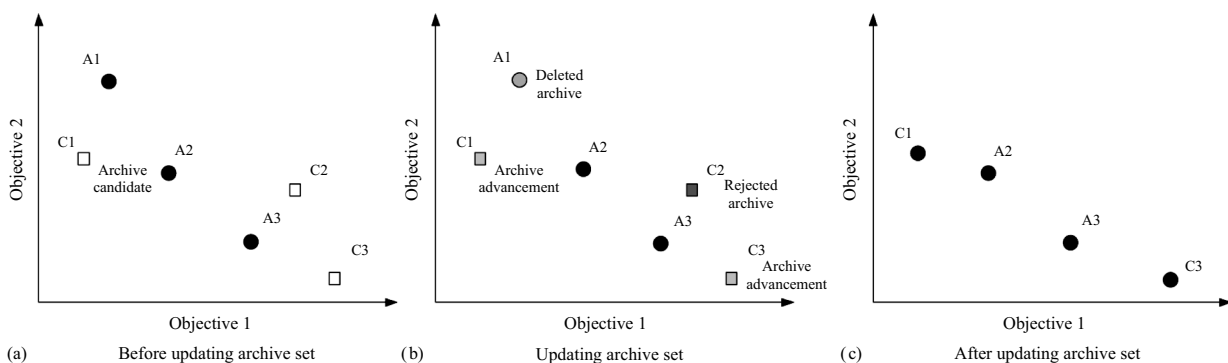 A1
C1
Archive
candidate
A2
C2
A3
C3
Objective 2
Objective 1
(a) Before updating archive set
A1
Deleted
archive
C1
Archive
advancement
A2
C2
Rejected
archive
A3
C3
Archive
advancement
Objective 2
Objective 1
(b) Updating archive set
C1
A2
A3
C3
Objective 2
Objective 1
(c) After updating archive set